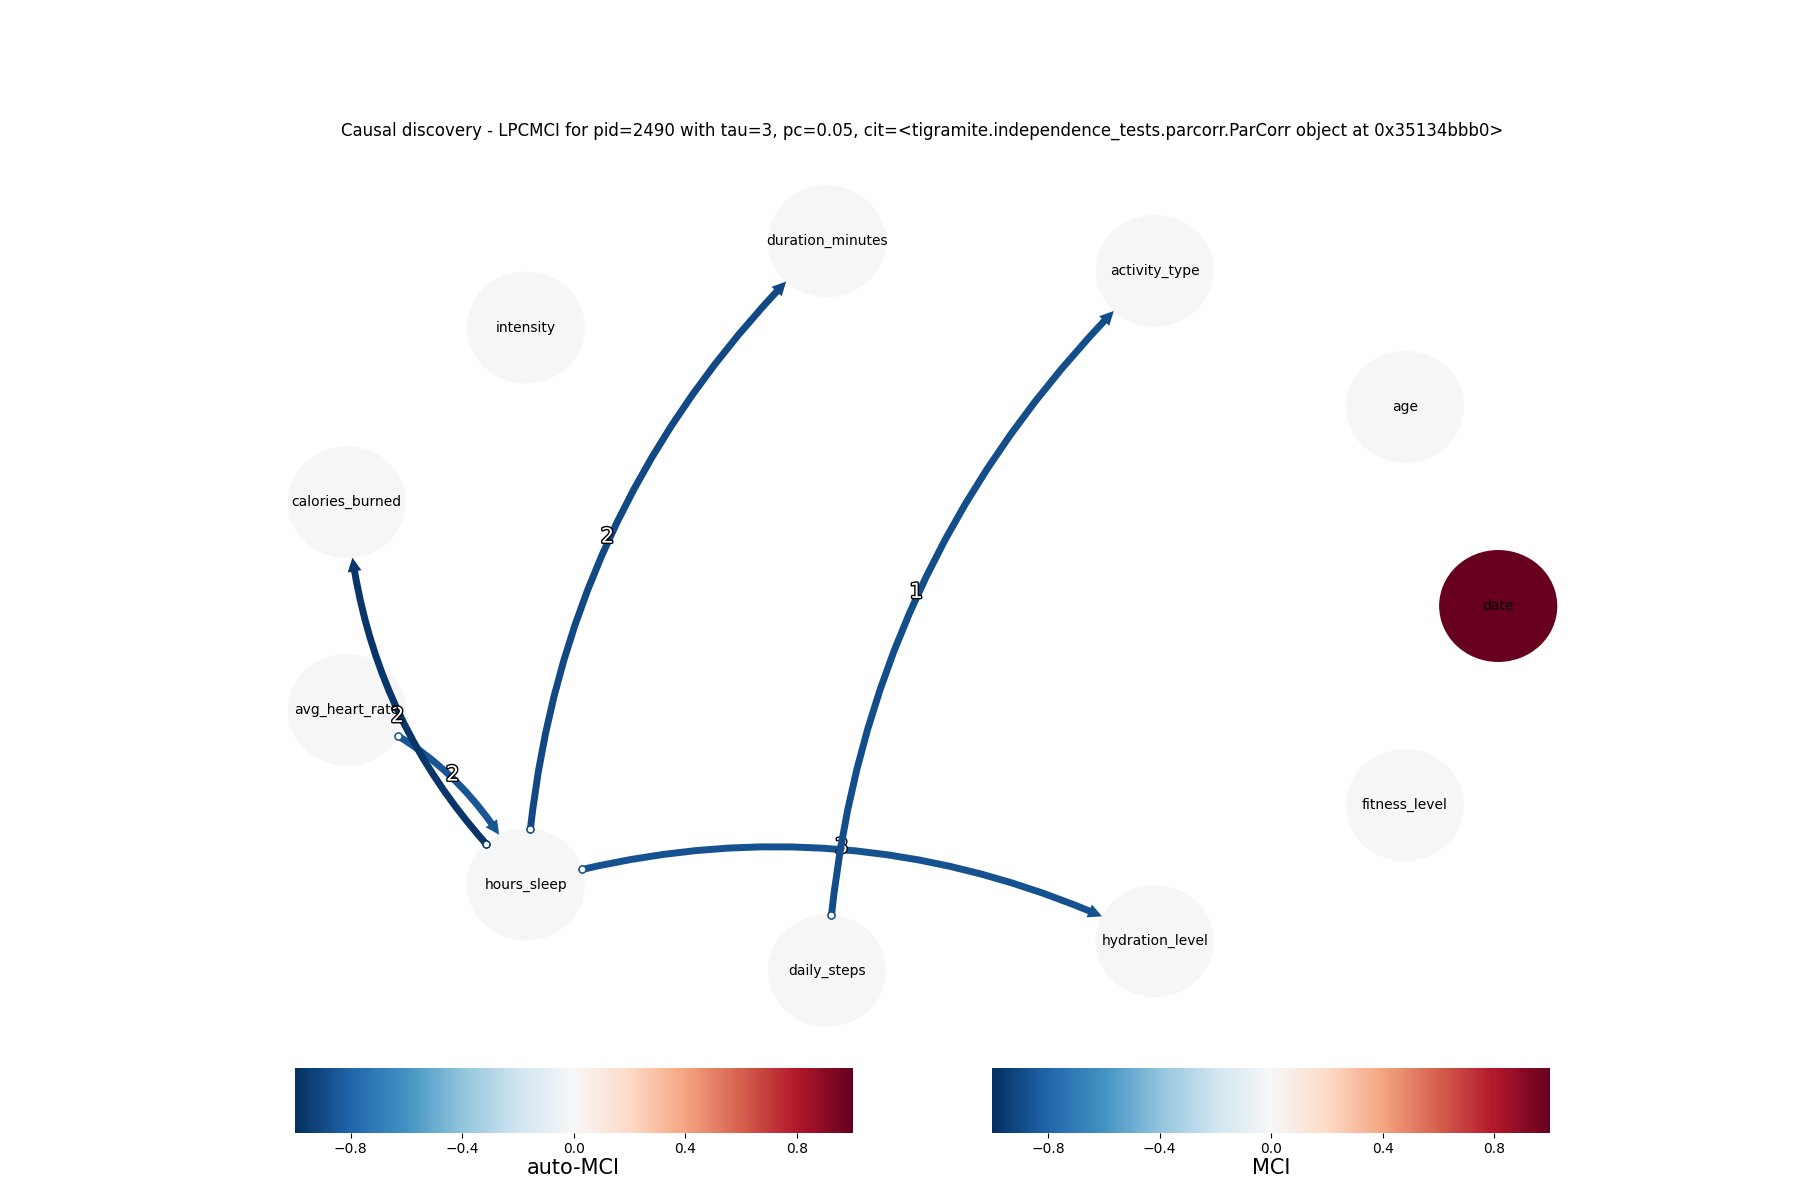 Causal discovery - LPCMCI for pid=2490 with tau=3, pc=0.05, cit=<tigramite.independence_tests.parcorr.ParCorr object at 0x35134bbb0>
duration_minutes
activity_type
intensity
age
calories_burned
2
1
date
avg_heart_rate
2
2
fitness_level
3
hours_sleep
hydration_level
daily_steps
−0.8 −0.4 0.0 0.4 0.8
auto-MCI
−0.8 −0.4 0.0 0.4 0.8
MCI